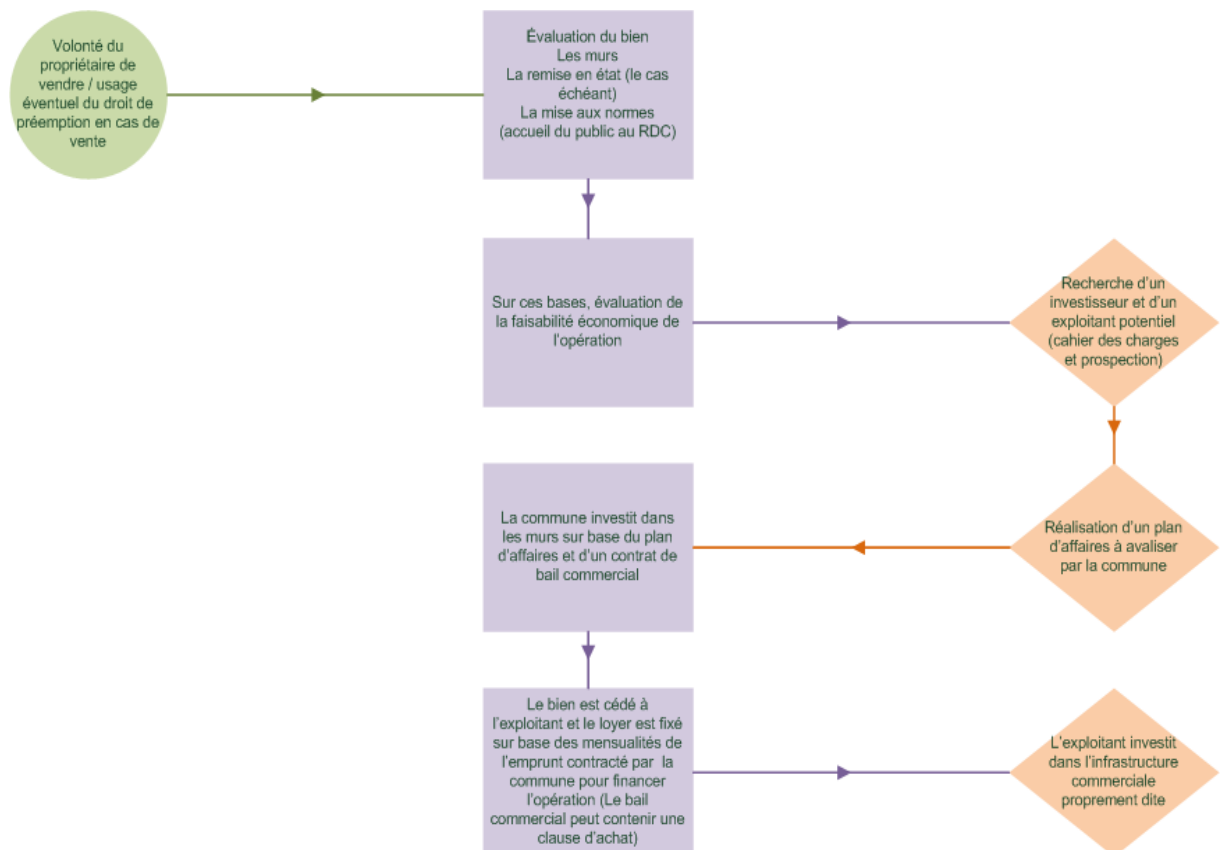 Volonté du
propriétaire de
vendre / usage
éventuel du droit de
préemption en cas de
vente
Évaluation du bien
Les murs
La remise en état (le cas
échéant)
La mise aux normes
(accueil du public au RDC)
Sur ces bases, évaluation de
la faisabilité économique de
l'opération
Recherche d'un
investisseur et d'un
exploitant potentiel
(cahier des charges
et prospection)
Réalisation d'un plan
d'affaires à avaliser
par la commune
La commune investit dans
les murs sur base du plan
d'affaires et d'un contrat de
bail commercial
Le bien est cédé à
l'exploitant et le loyer est fixé
sur base des mensualités de
l'emprunt contracté par la
commune pour financer
l'opération (Le bail
commercial peut contenir une
clause d'achat)
L'exploitant investit
dans l'infrastructure
commerciale
proprement dite